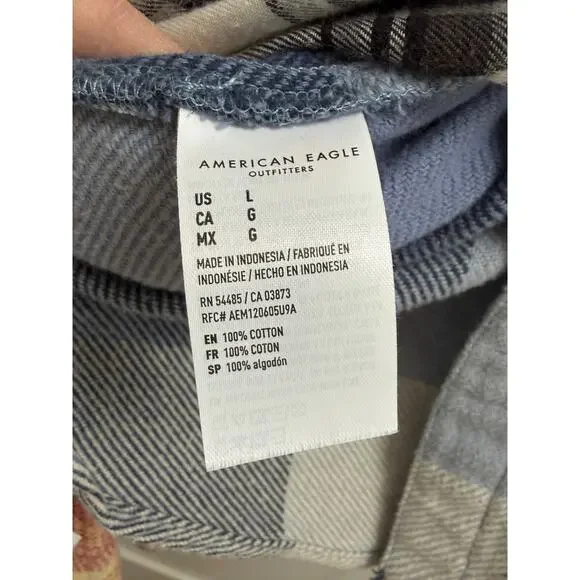 AMERICAN EAGLE
OUTFITTERS
US L
CA G
MX G
MADE IN INDONESIA / FABRIQUÉ EN
INDONÉSIE / HECHO EN INDONESIA
RN 54485 / CA 03873
RFC# AEM120605U9A
EN 100% COTTON
FR 100% COTON
SP 100% algodón